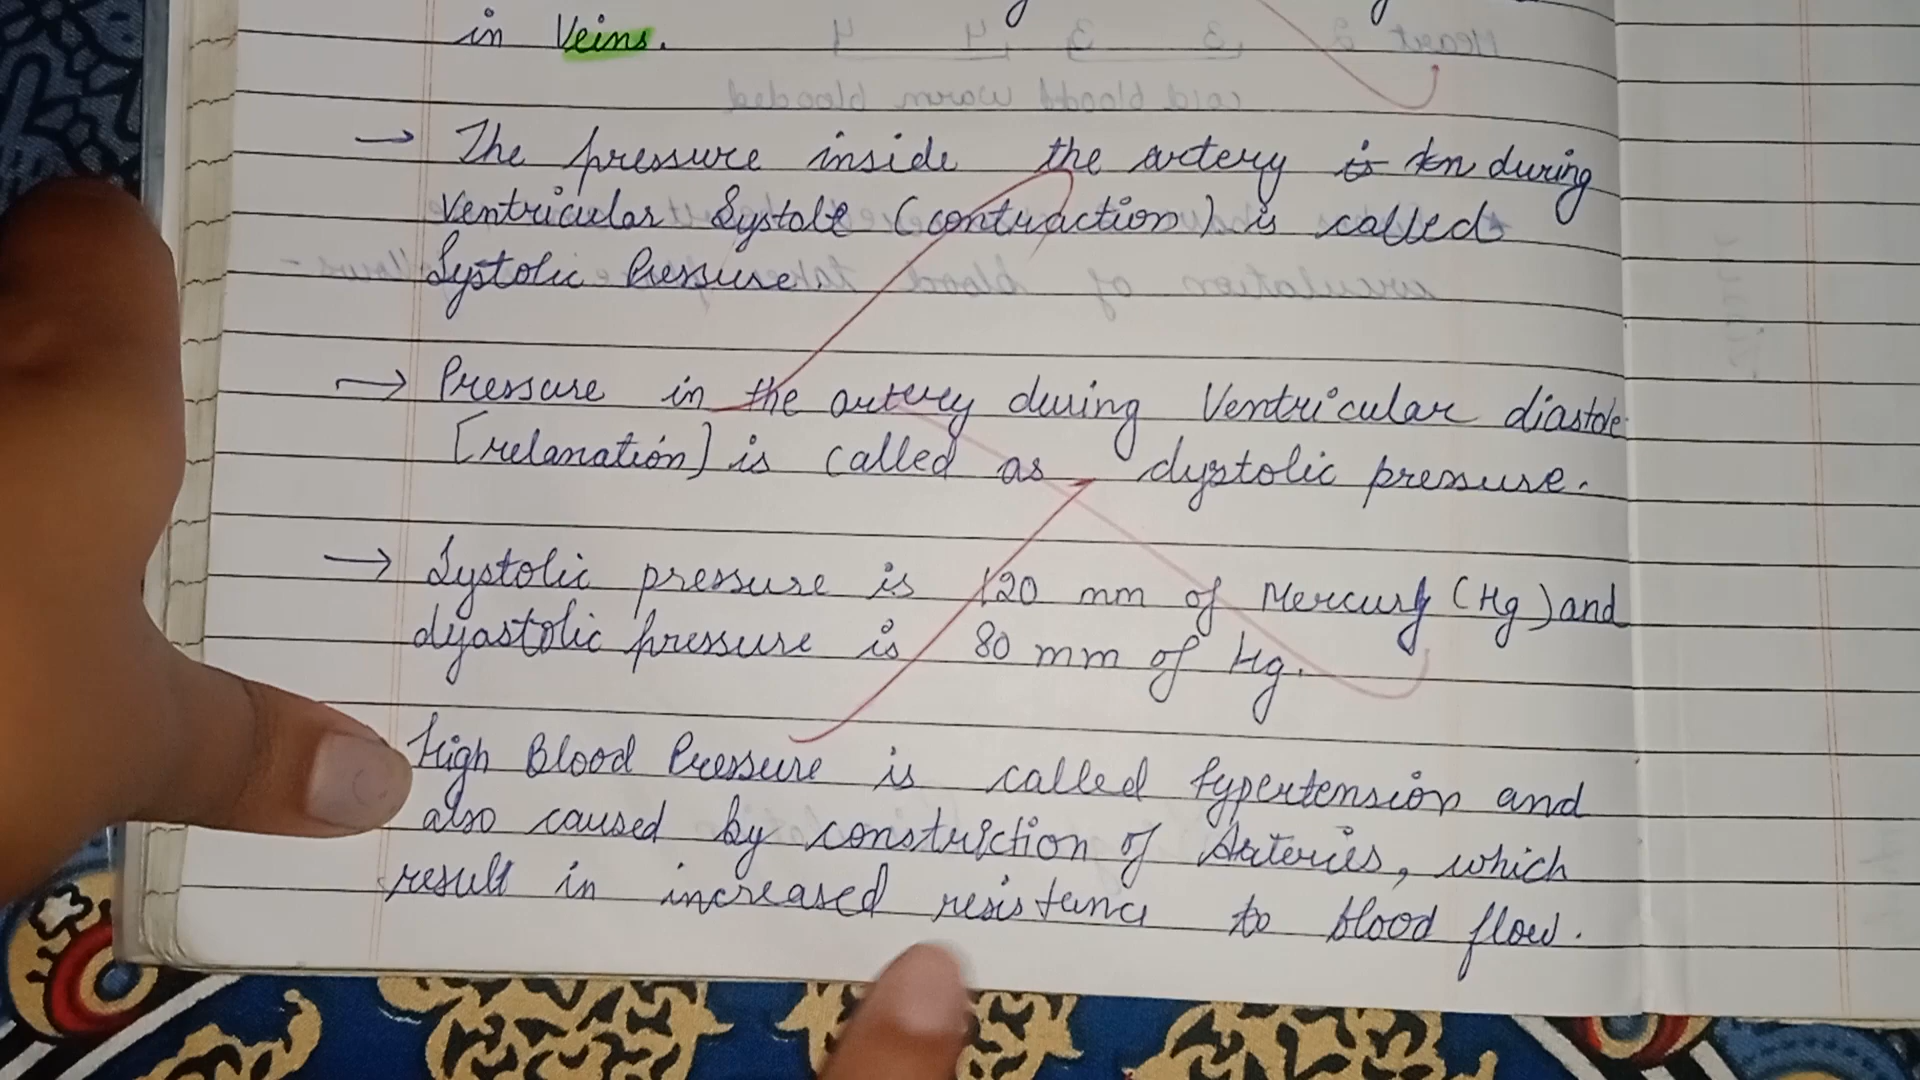 in Veins.
→ The pressure inside the artery is during
Ventricular Systole (contraction) is called
Systolic Pressure.
→ Pressure in the artery during Ventricular diastole
[relanation] is called as dystolic pressure.
→ Systolic pressure is 120 mm of Mercury (Hg) and
dyastolic pressure is 80 mm of Hg.
High Blood Pressure is called hypertension and
also caused by constriction of Arteries, which
result in increased resistance to blood flow.